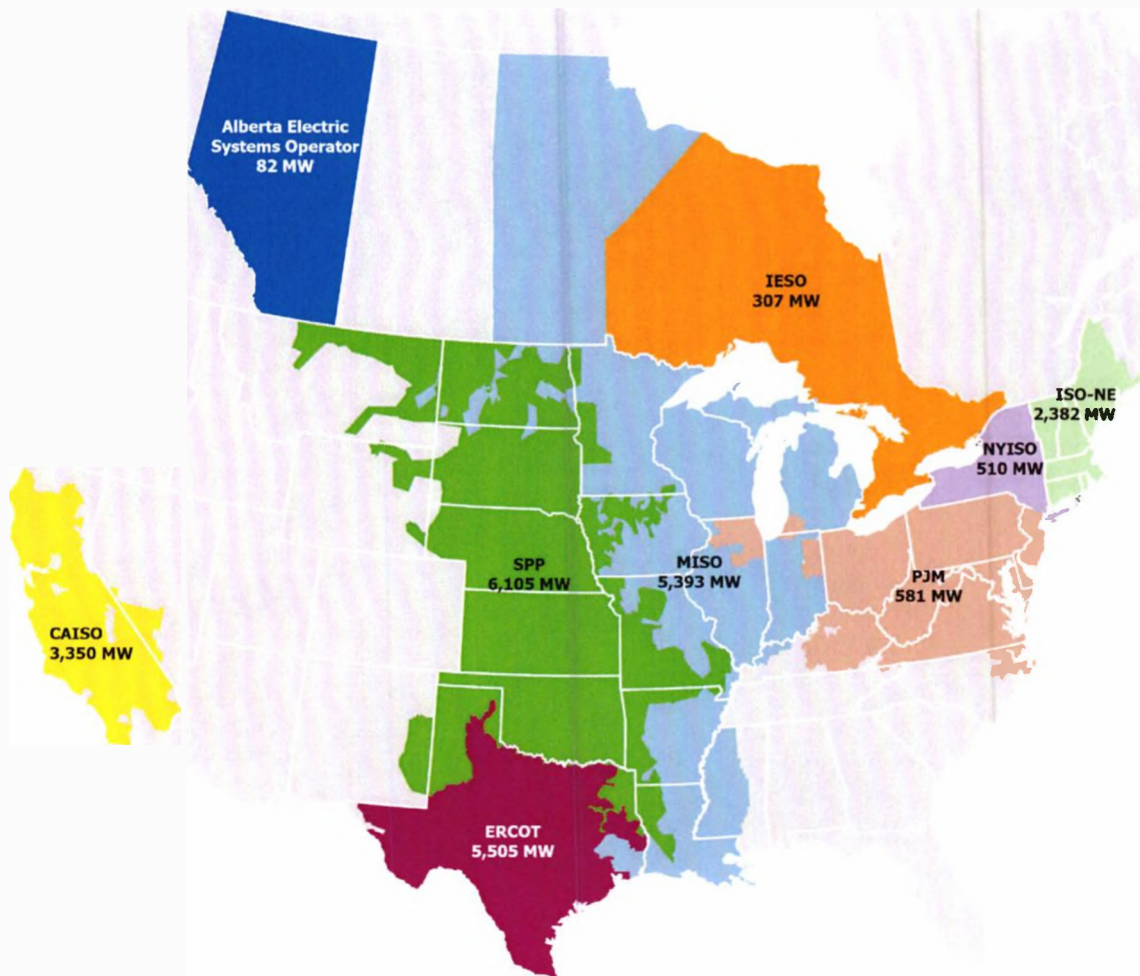 Alberta Electric
Systems Operator
82 MW
IESO
307 MW
ISO-NE
2,382 MW
NYISO
510 MW
SPP
6,105 MW
MISO
5,393 MW
PJM
581 MW
CAISO
3,350 MW
ERCOT
5,505 MW